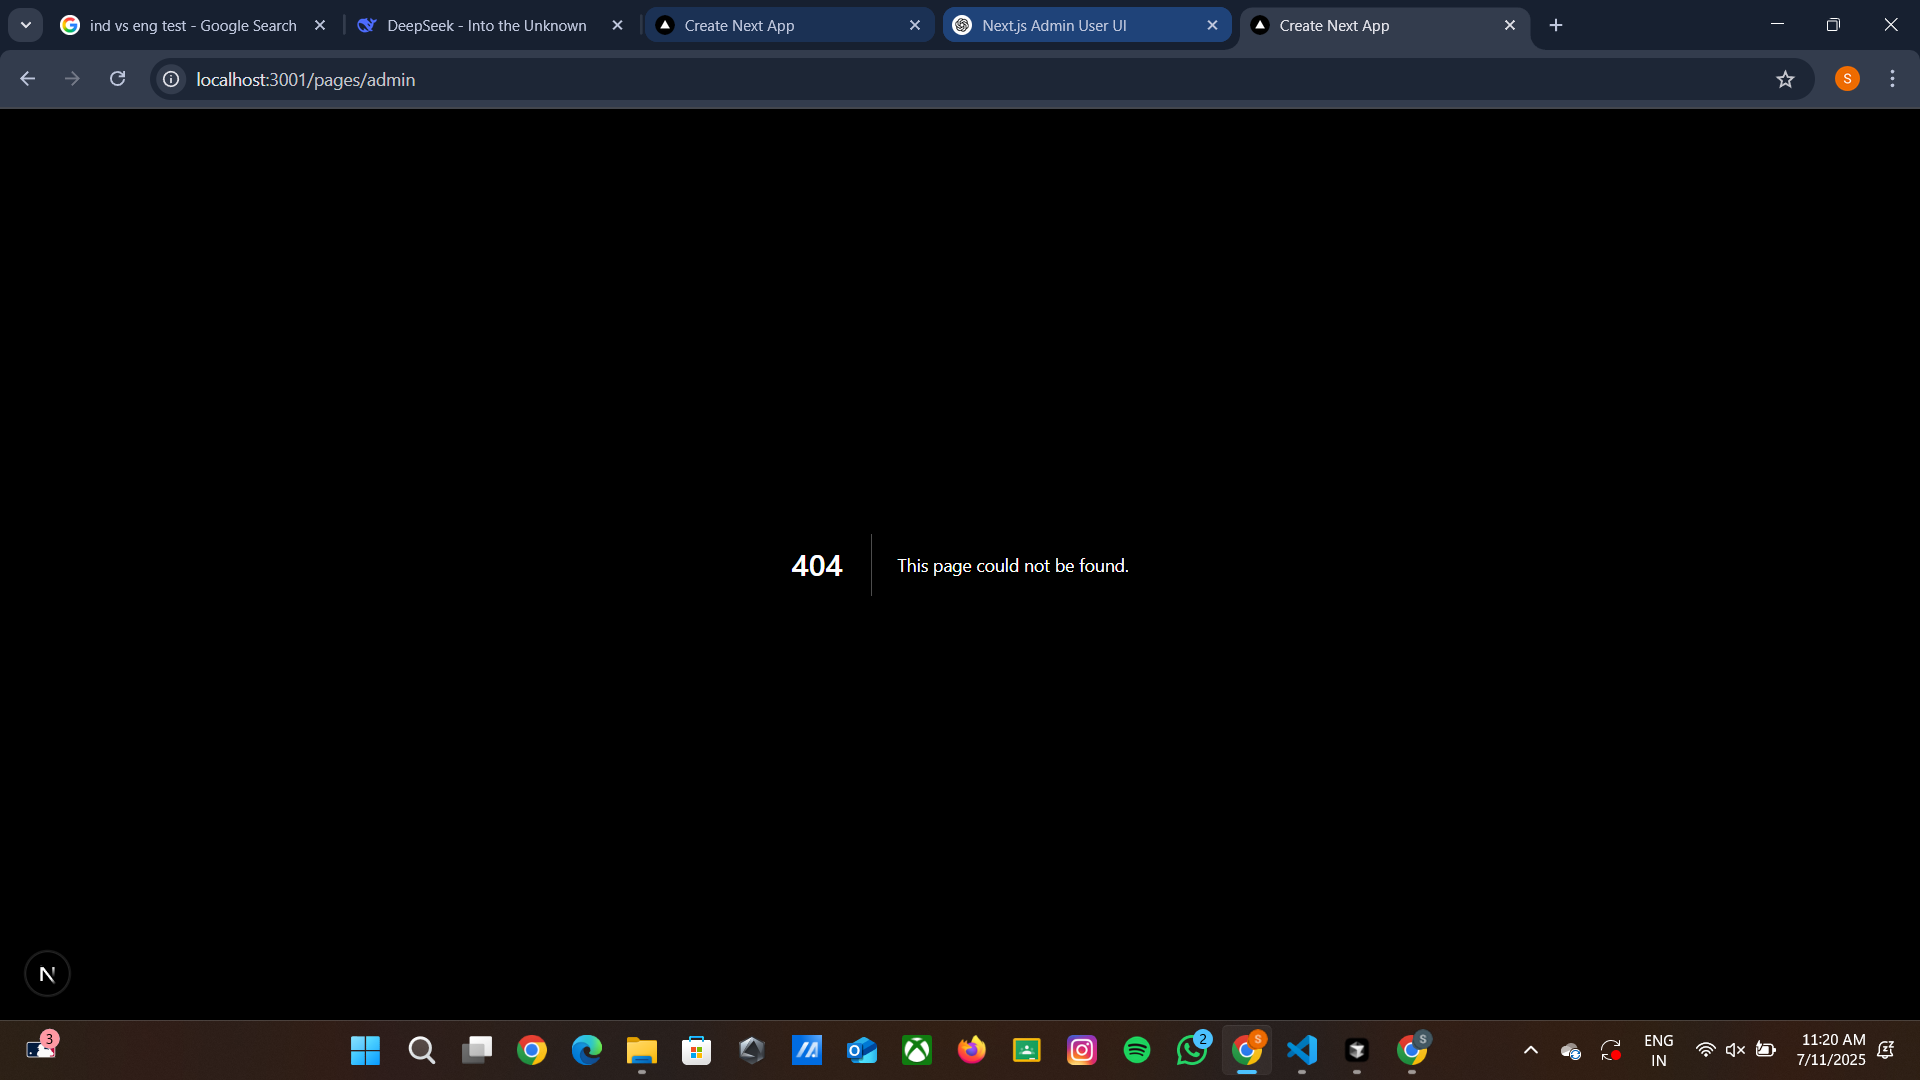 ind vs eng test - Google Search
DeepSeek - Into the Unknown
Create Next App
Next.js Admin User UI
Create Next App
localhost:3001/pages/admin
S
404
This page could not be found.
N
3
2
S
S
ENG
IN
11:20 AM
7/11/2025